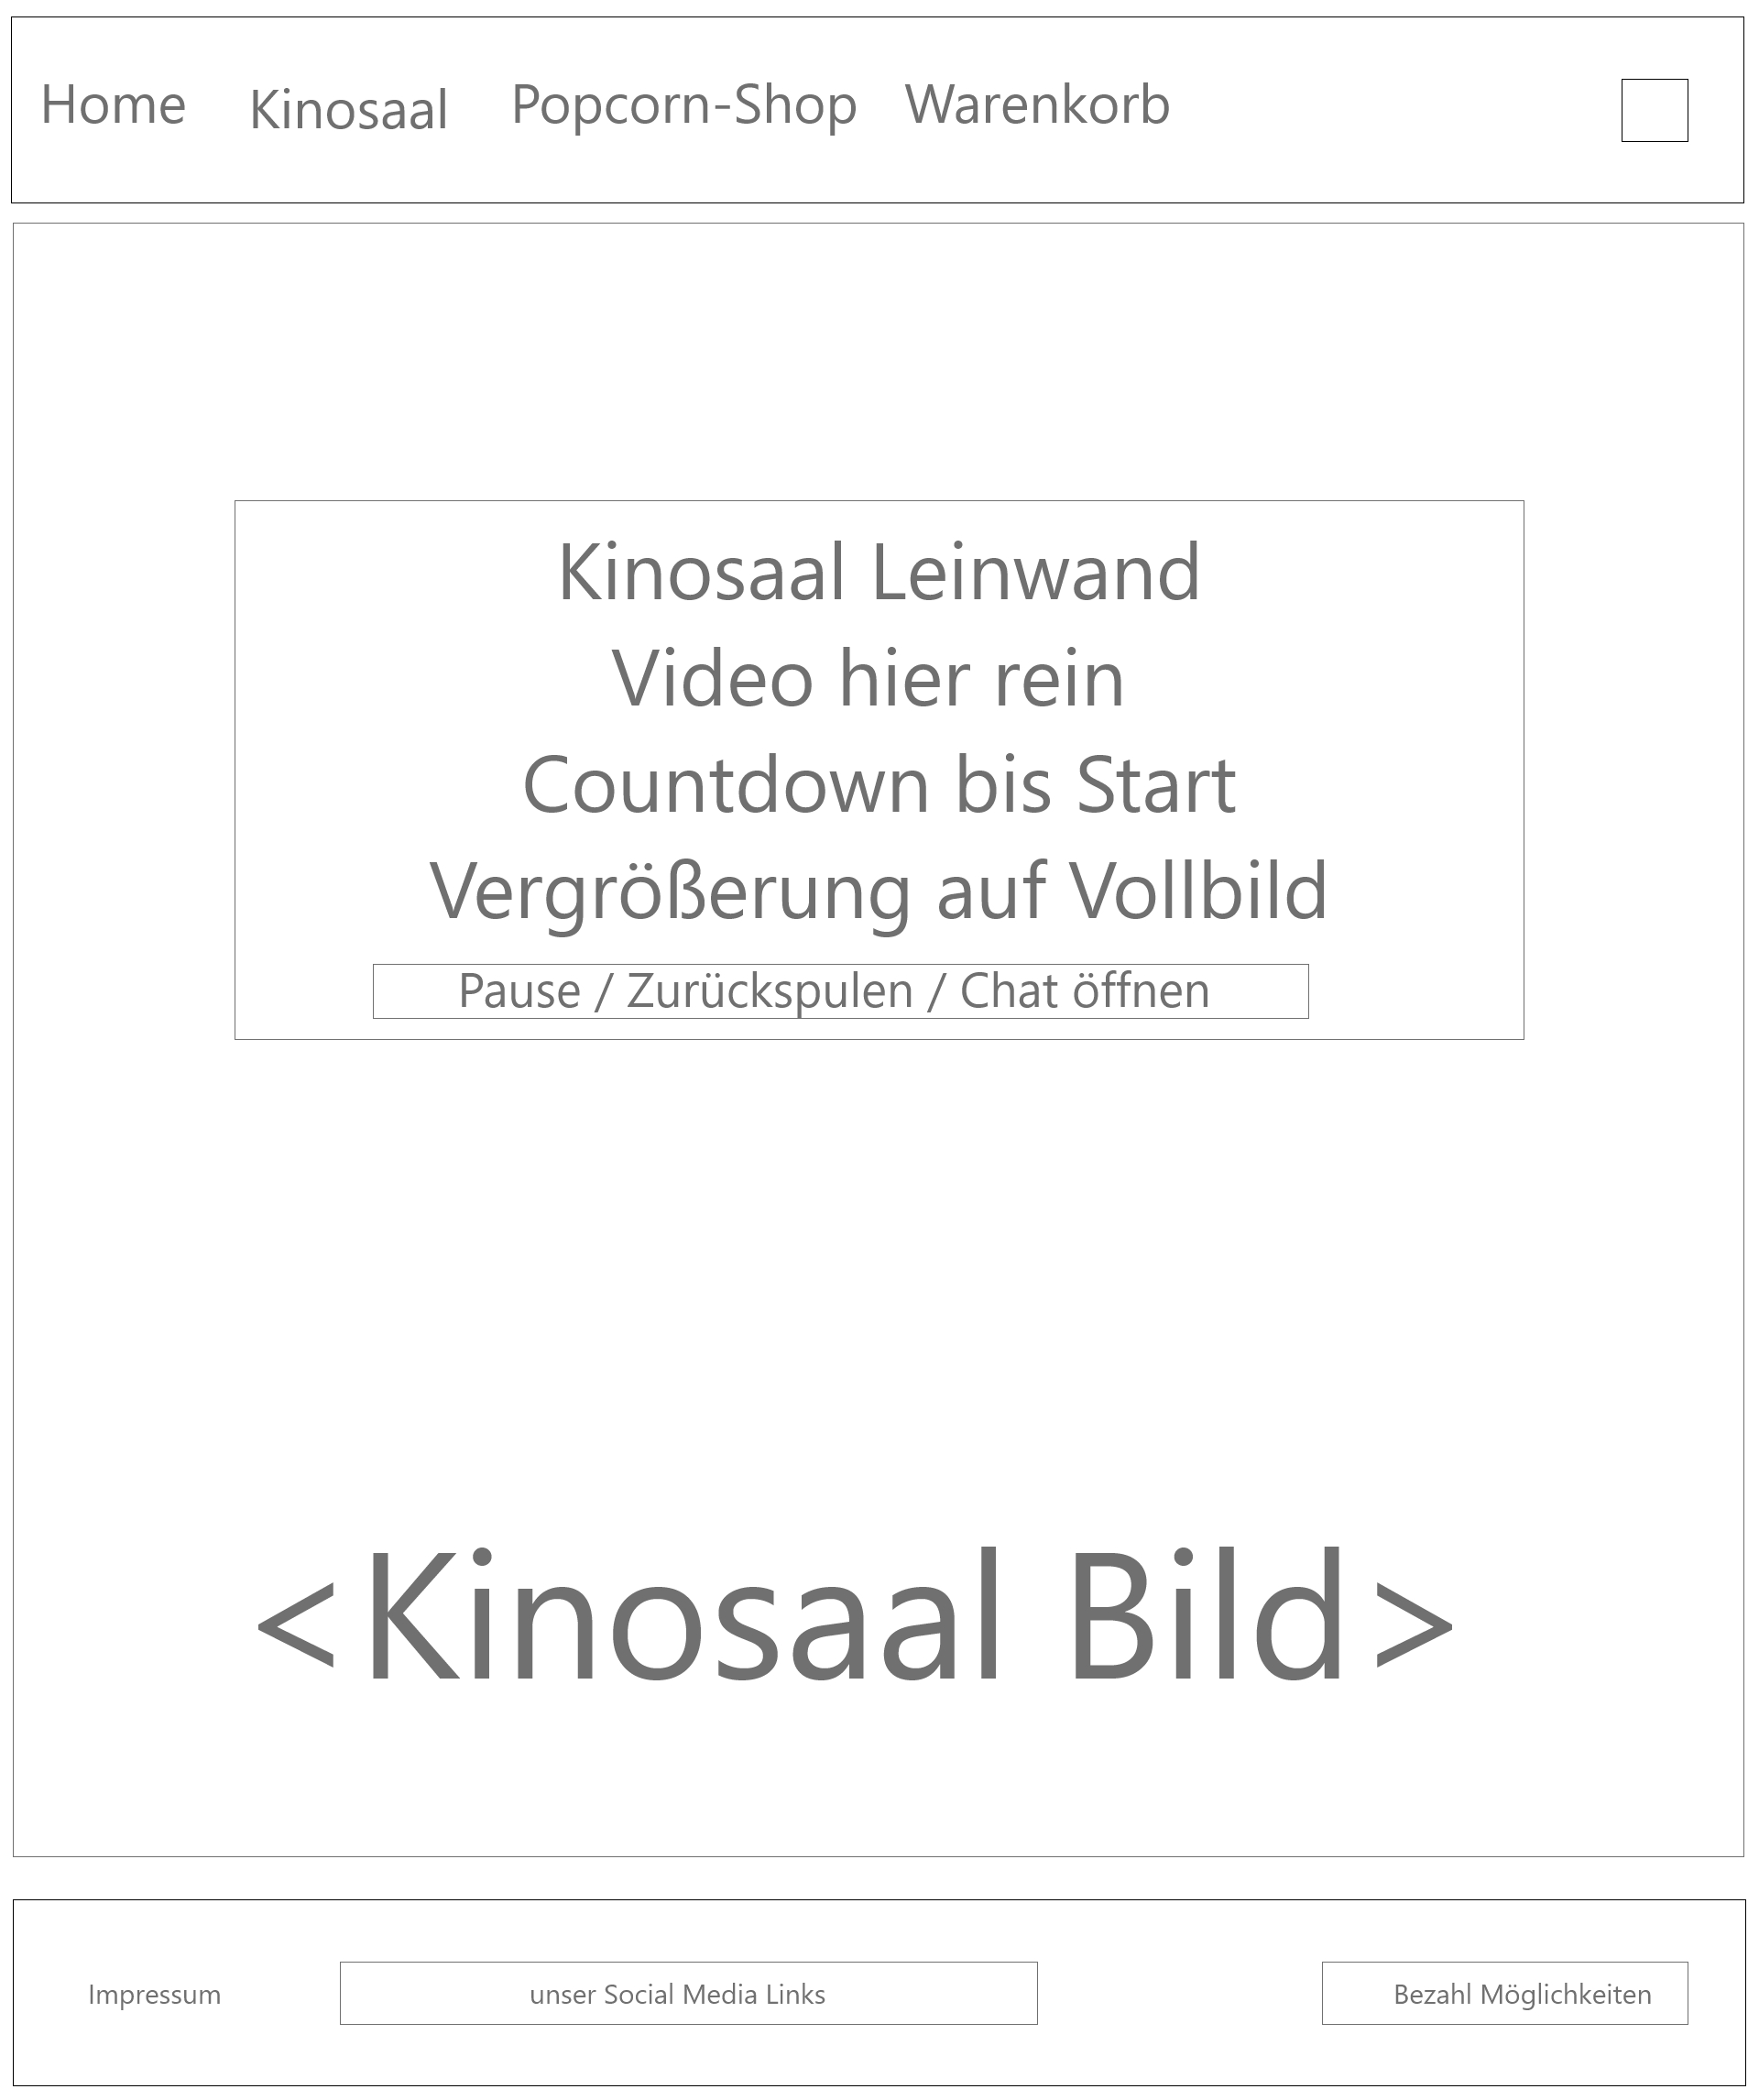 Home Kinosaal Popcorn-Shop Warenkorb
Kinosaal Leinwand
Video hier rein
Countdown bis Start
Vergrößerung auf Vollbild
Pause / Zurückspulen / Chat öffnen
<Kinosaal Bild>
Impressum unser Social Media Links Bezahl Möglichkeiten